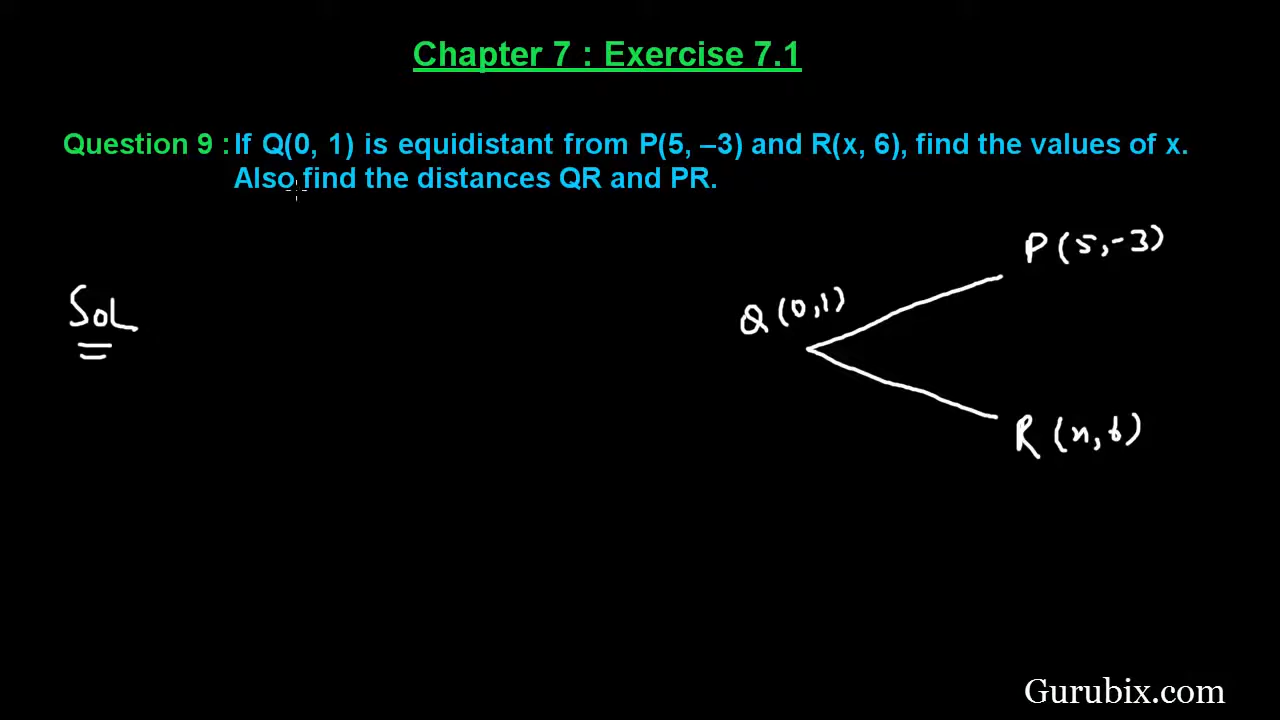 Chapter 7 : Exercise 7.1
Question 9 : If Q(0, 1) is equidistant from P(5, –3) and R(x, 6), find the values of x.
Also find the distances QR and PR.
P (5, -3)
Q (0, 1)
Sol
R (x, 6)
Gurubix.com